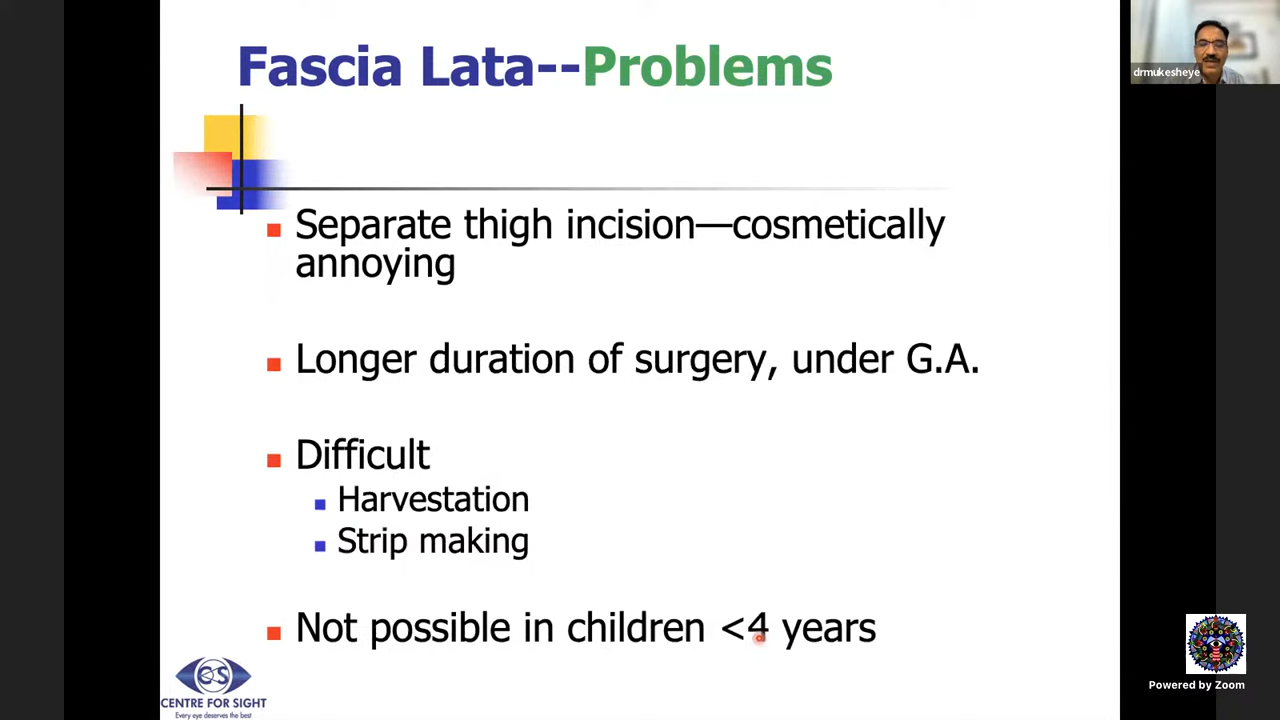 Fascia Lata--Problems
drmukesheye
Separate thigh incision—cosmetically
annoying
Longer duration of surgery, under G.A.
Difficult
Harvestation
Strip making
Not possible in children <4 years
CS
CENTRE FOR SIGHT
Every eye deserves the best
Powered by Zoom